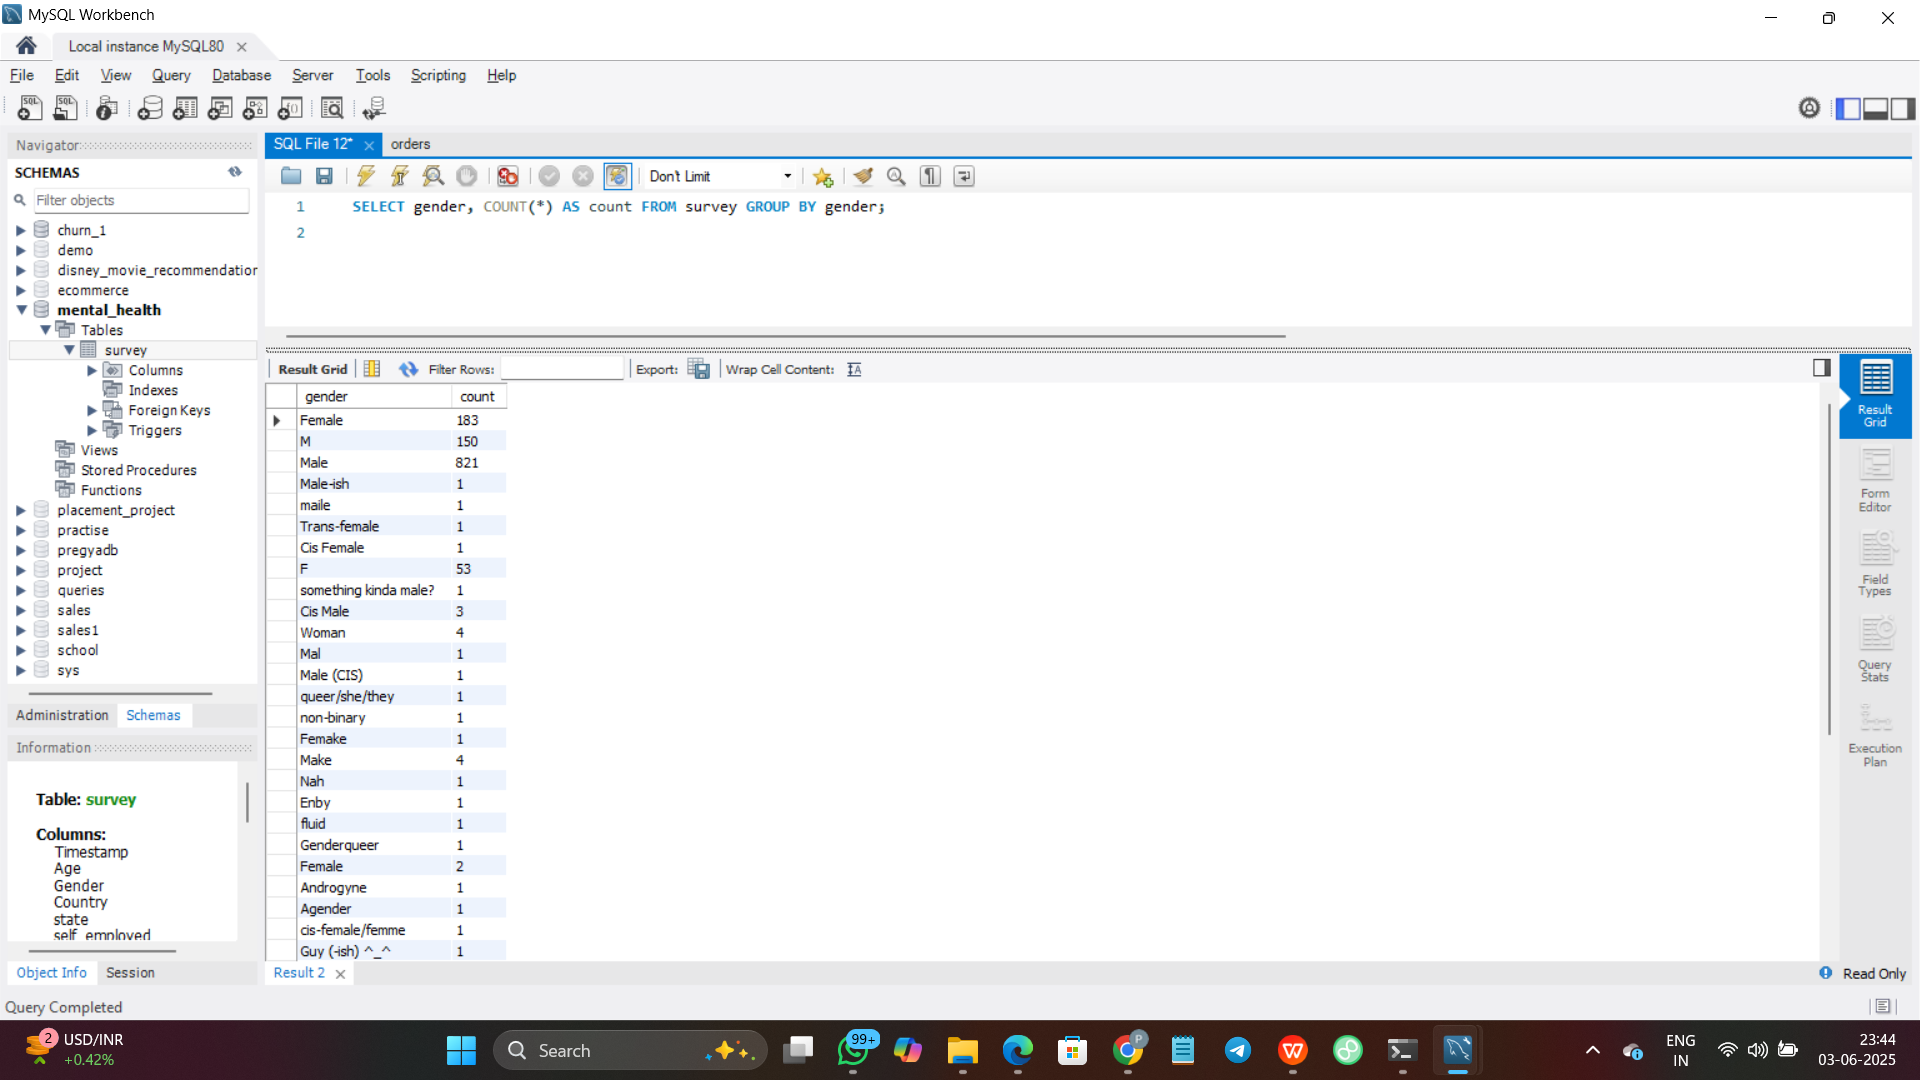 MySQL Workbench
Local instance MySQL80
File Edit View Query Database Server Tools Scripting Help
Navigator
SCHEMAS
Filter objects
churn_1
demo
disney_movie_recommendation
ecommerce
mental_health
Tables
survey
Columns
Indexes
Foreign Keys
Triggers
Views
Stored Procedures
Functions
placement_project
practise
pregyadb
project
queries
sales
sales1
school
sys
Administration Schemas
Information
Table: survey
Columns:
Timestamp
Age
Gender
Country
state
self_employed
Object Info Session
Query Completed
SQL File 12* orders
Don't Limit
1 SELECT gender, COUNT(*) AS count FROM survey GROUP BY gender;
2
Result Grid Filter Rows: Export: Wrap Cell Content:
gender count
Female 183
M 150
Male 821
Male-ish 1
maile 1
Trans-female 1
Cis Female 1
F 53
something kinda male? 1
Cis Male 3
Woman 4
Mal 1
Male (CIS) 1
queer/she/they 1
non-binary 1
Femake 1
Make 4
Nah 1
Enby 1
fluid 1
Genderqueer 1
Female 2
Androgyne 1
Agender 1
cis-female/femme 1
Guy (-ish) ^_^ 1
Result 2
Read Only
Result
Grid
Form
Editor
Field
Types
Query
Stats
Execution
Plan
2
USD/INR
+0.42%
Search
99+
P
ENG
IN
23:44
03-06-2025